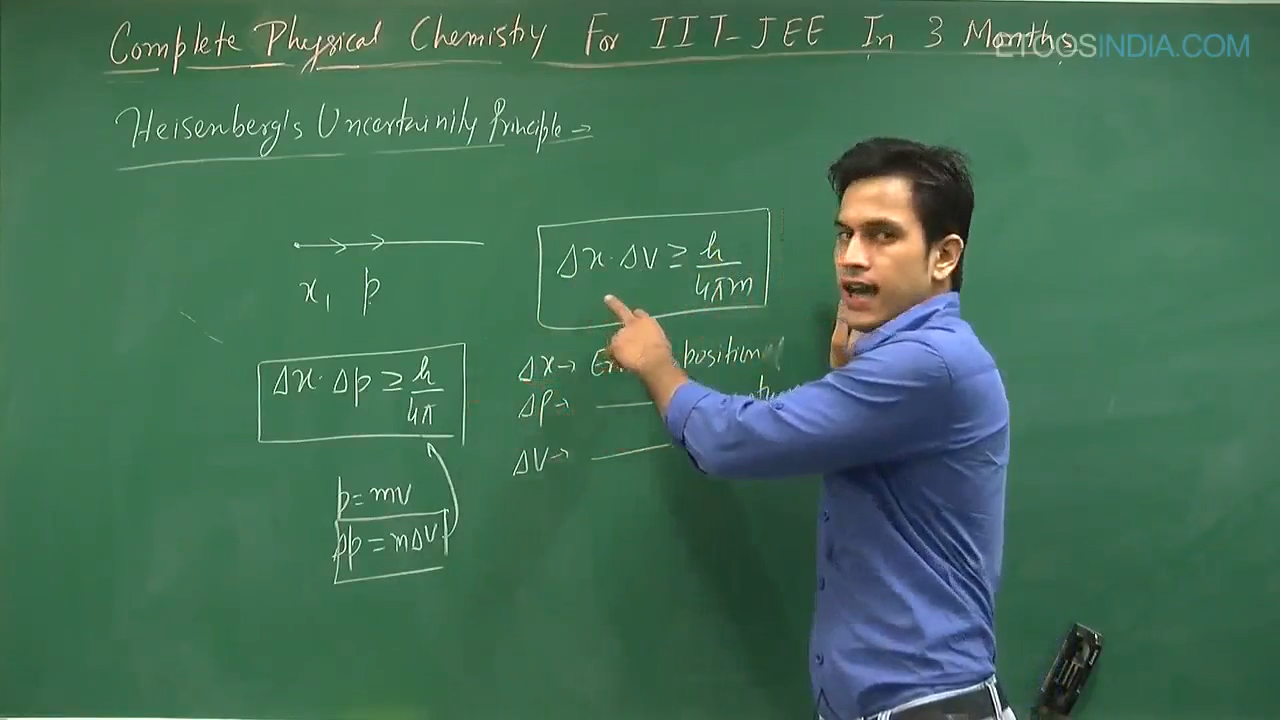 Complete Physical Chemistry For IIT-JEE In 3 Months
ETOOSINDIA.COM
Heisenberg's Uncertainity Principle →
x, p
Δx · Δv ≥ h/4πm
Δx · Δp ≥ h/4π
Δx → position
Δp →
Δv →
p = mv
pp = mΔv